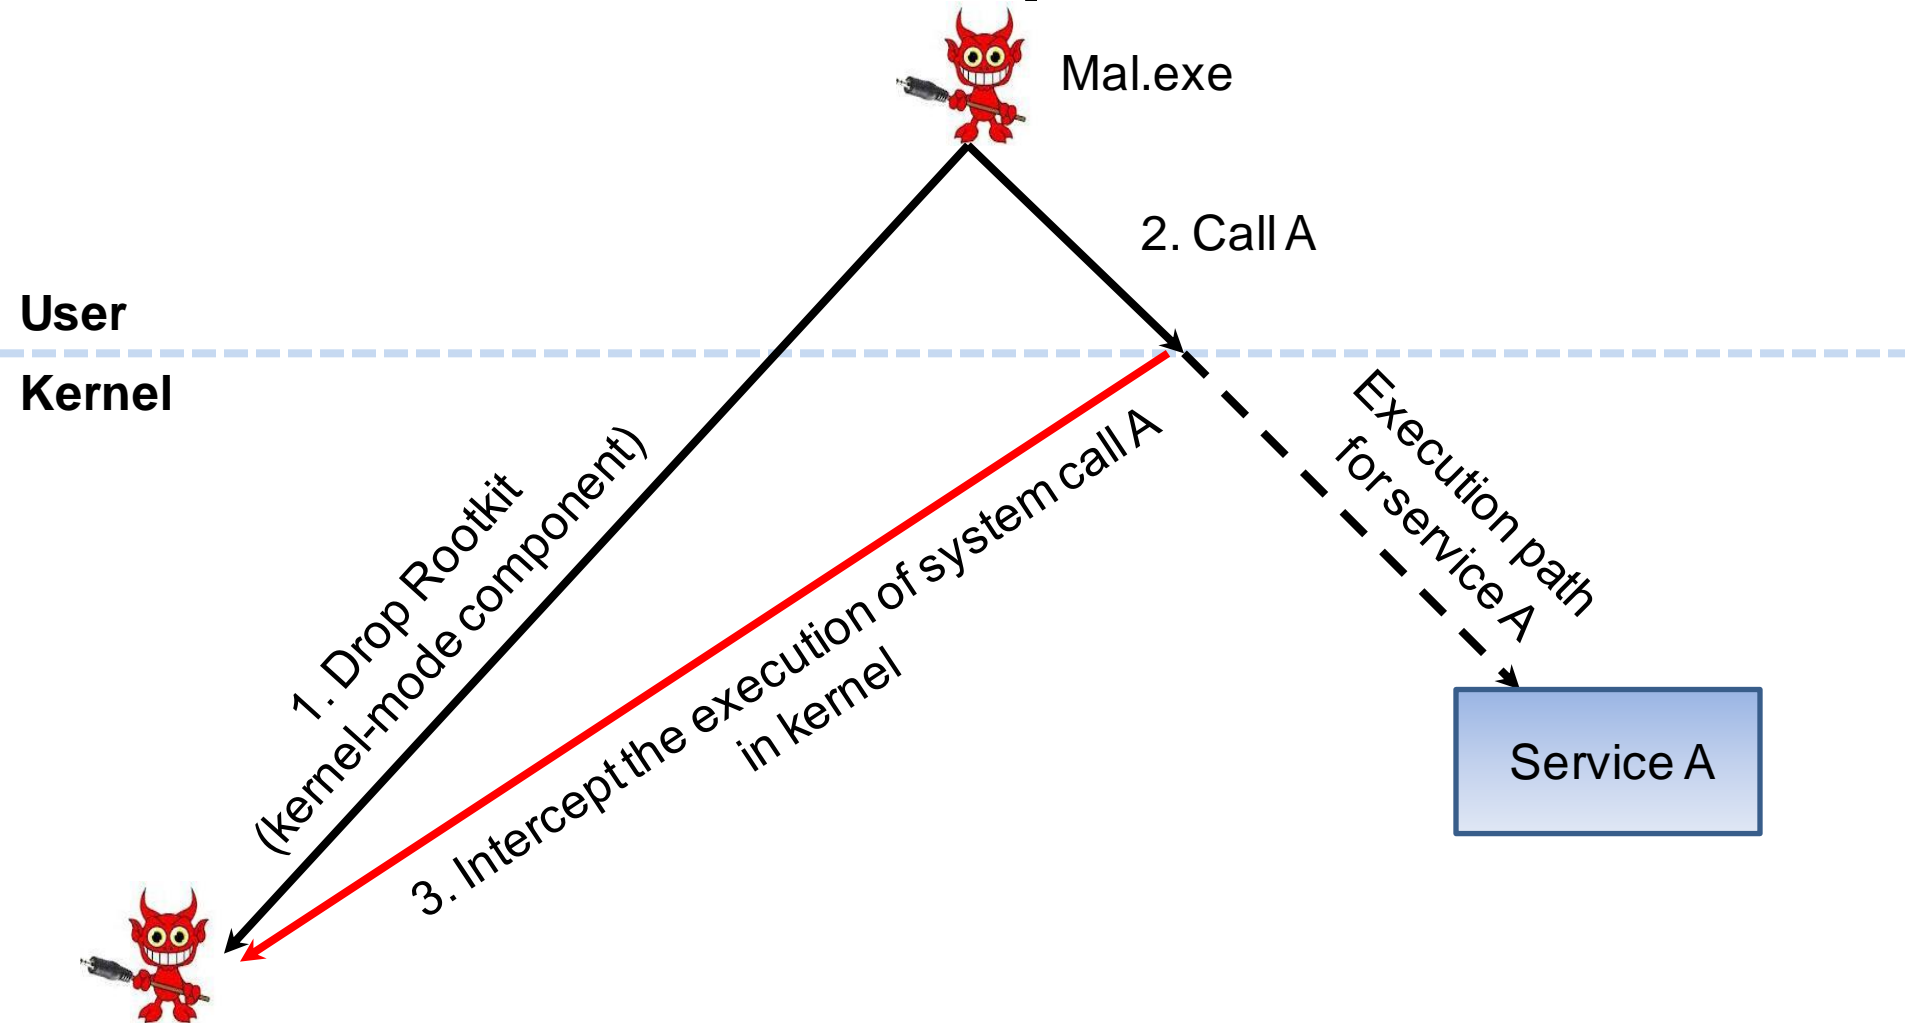 Mal.exe
2. Call A
User
Kernel
1. Drop Rootkit
(kernel-mode component)
3. Intercept the execution of system call A
in kernel
Execution path
for service A
Service A